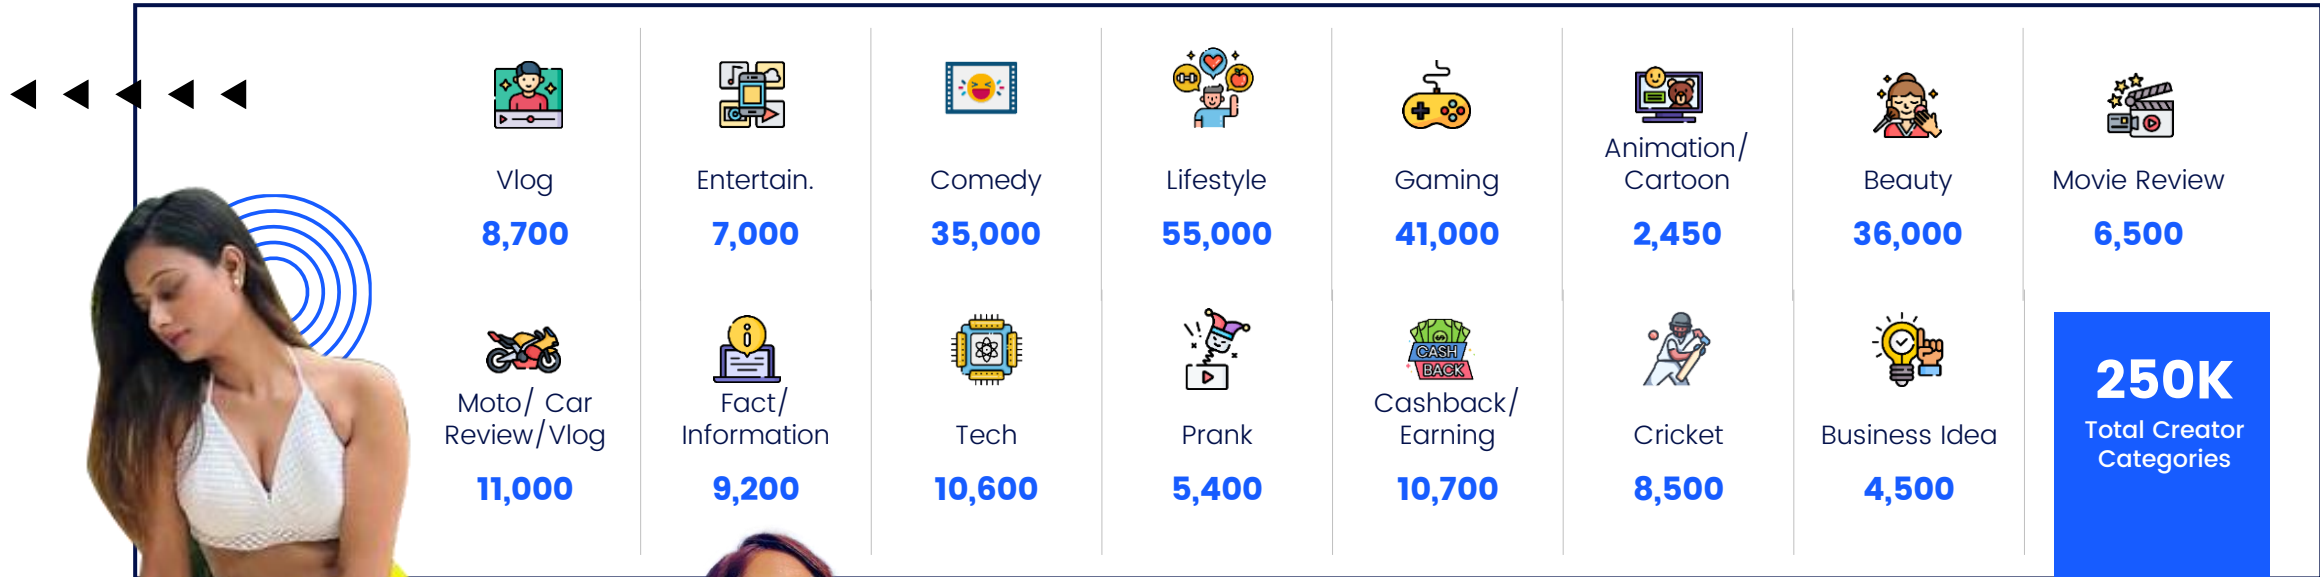 Vlog
8,700
Entertain.
7,000
Comedy
35,000
Lifestyle
55,000
Gaming
41,000
Animation/
Cartoon
2,450
Beauty
36,000
Movie Review
6,500
Moto/ Car
Review/Vlog
11,000
Fact/
Information
9,200
Tech
10,600
Prank
5,400
CASH
BACK
Cashback/
Earning
10,700
Cricket
8,500
Business Idea
4,500
250K
Total Creator
Categories